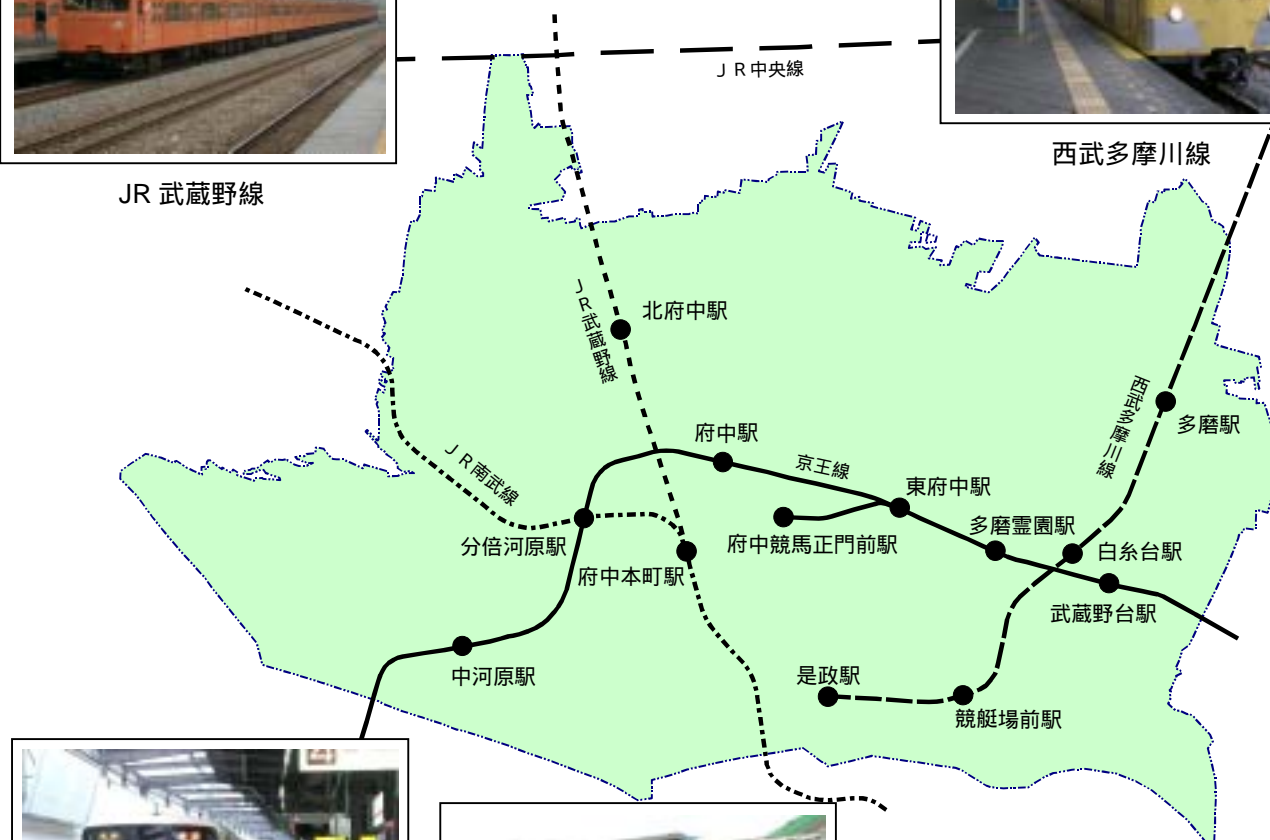 ＪＲ中央線
西武多摩川線
JR 武蔵野線
ＪＲ武蔵野線
北府中駅
西武多摩川線
多磨駅
府中駅
京王線
ＪＲ南武線
東府中駅
多磨霊園駅
分倍河原駅
府中競馬正門前駅
白糸台駅
府中本町駅
武蔵野台駅
中河原駅
是政駅
競艇場前駅